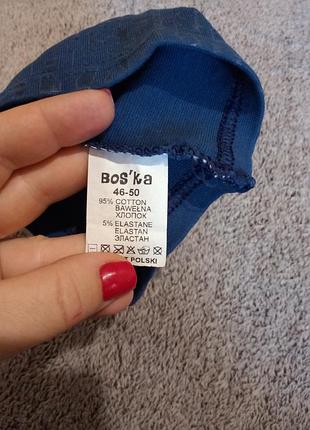 Bos'ka
46-50
95% COTTON
BAWEŁNA
ХЛОПОК
5% ELASTANE
ELASTAN
ЭЛАСТАН
POLSKI